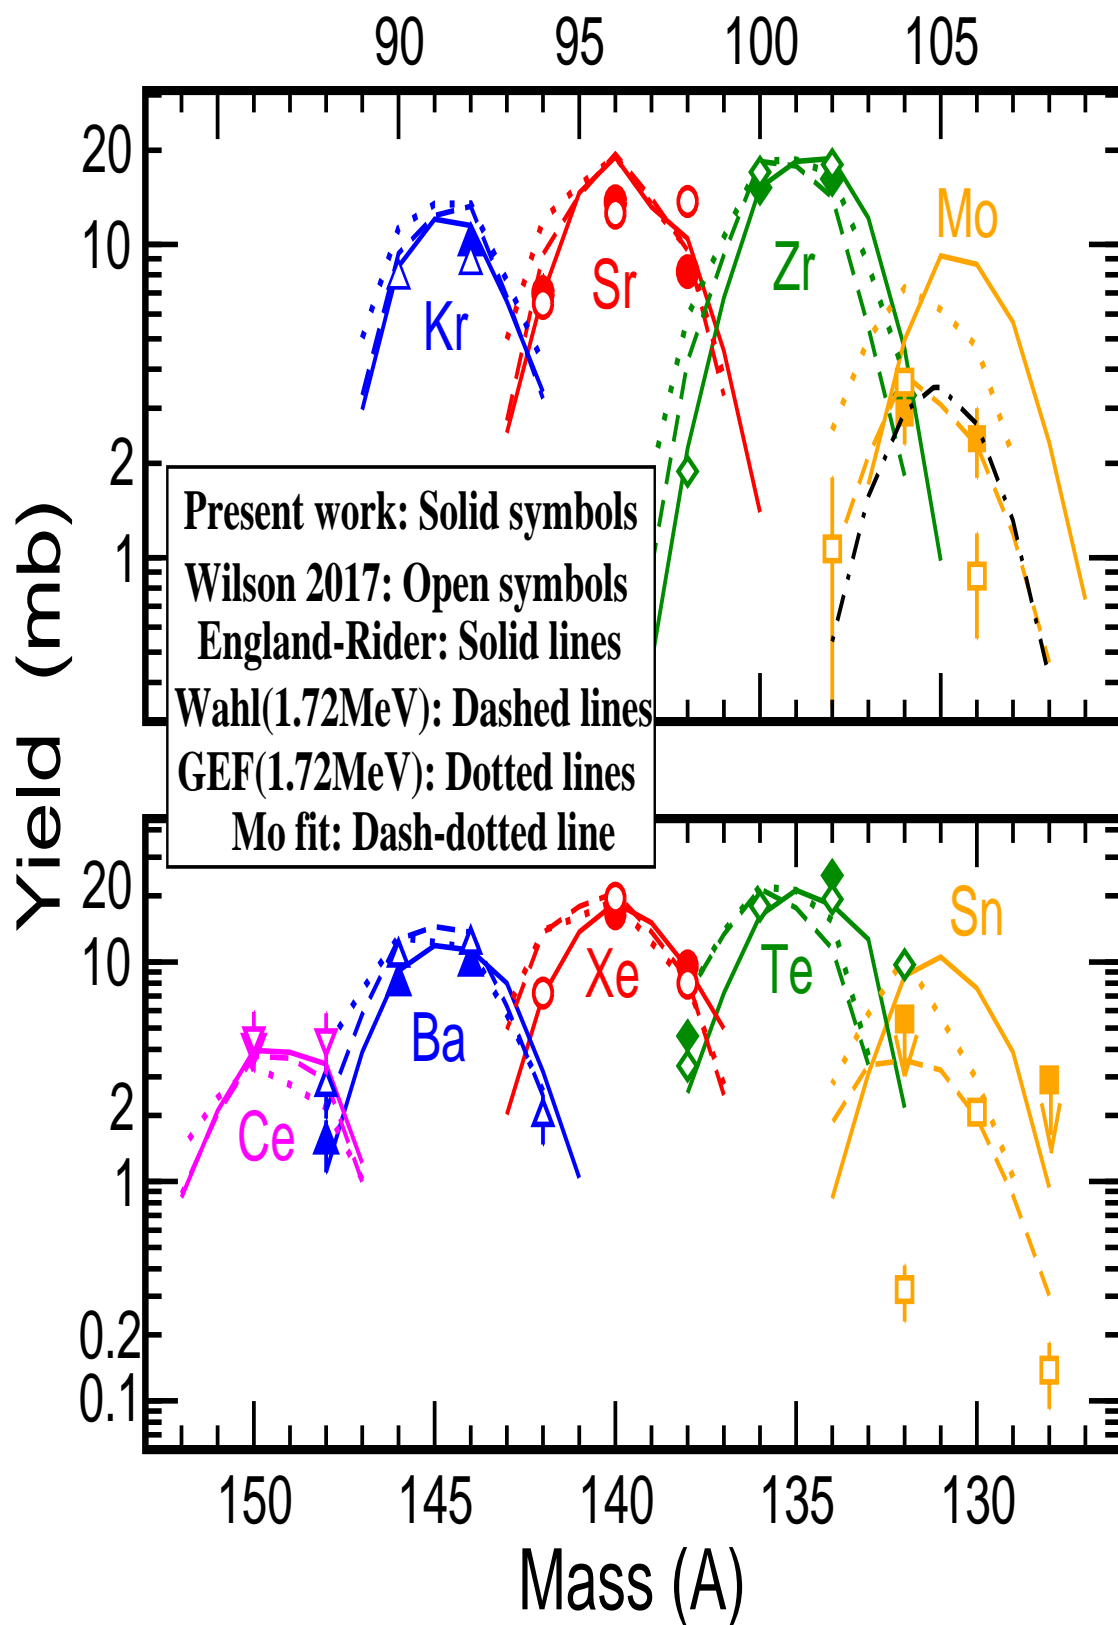 90 95 100 105
20
10
2
1
Kr
Sr
Zr
Mo
Present work: Solid symbols
Wilson 2017: Open symbols
England-Rider: Solid lines
Wahl(1.72MeV): Dashed lines
GEF(1.72MeV): Dotted lines
Mo fit: Dash-dotted line
Yield (mb)
20
10
2
1
0.2
0.1
Ce
Ba
Xe
Te
Sn
150 145 140 135 130
Mass (A)